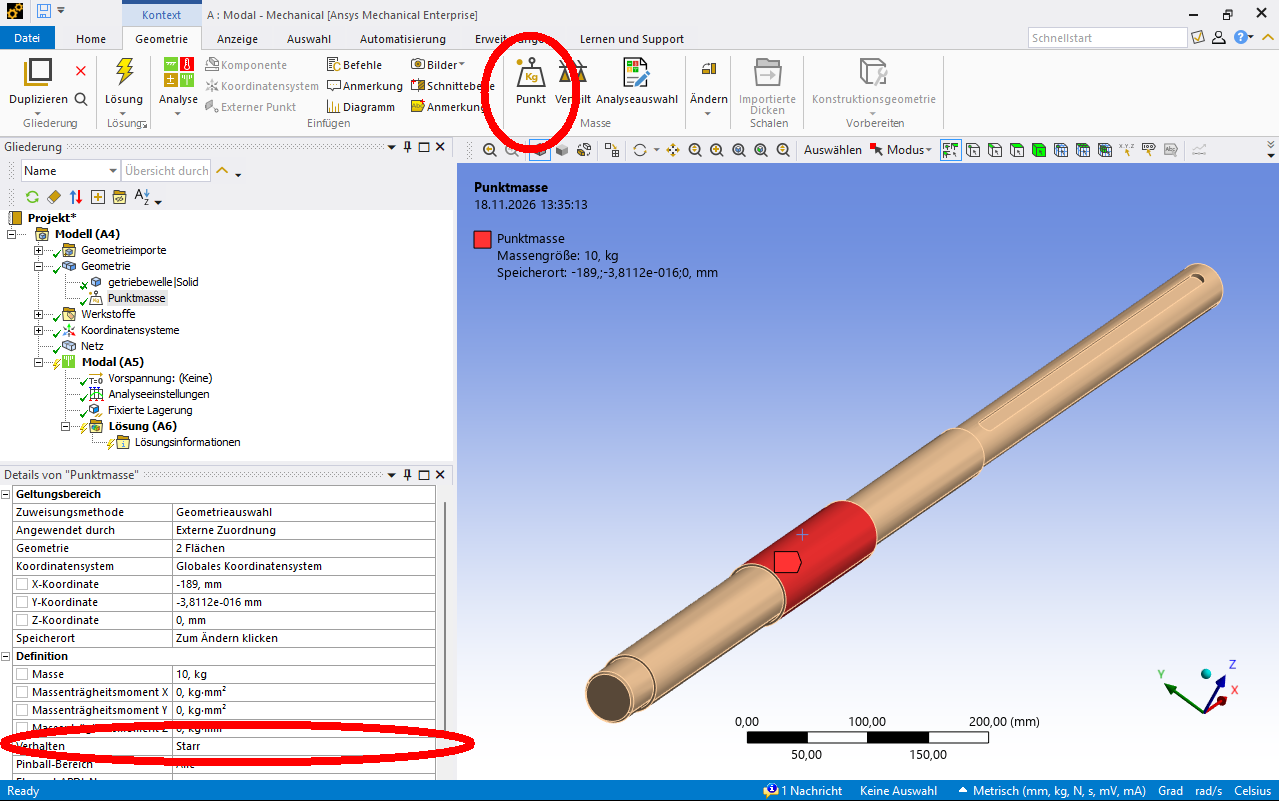 Kontext
A : Modal - Mechanical [Ansys Mechanical Enterprise]
Datei Home Geometrie Anzeige Auswahl Automatisierung Lernen und Support
Schnellstart
Duplizieren
Gliederung
Lösung
Lösung
Analyse
Komponente
Koordinatensystem
Externer Punkt
Befehle
Anmerkung
Diagramm
Bilder
Einfügen
Kg
Punkt
Analyseauswahl
Masse
Ändern
Importierte
Dicken
Schalen
Konstruktionsgeometrie
Vorbereiten
Gliederung
Name Übersicht durch
Projekt*
Modell (A4)
Geometrieimporte
Geometrie
getriebewelle|Solid
Punktmasse
Werkstoffe
Koordinatensysteme
Netz
Modal (A5)
Vorspannung: (Keine)
Analyseeinstellungen
Fixierte Lagerung
Lösung (A6)
Lösungsinformationen
Auswählen Modus
Punktmasse
18.11.2026 13:35:13
Punktmasse
Massengröße: 10, kg
Speicherort: -189,;-3,8112e-016;0, mm
Y
Z
X
0,00 100,00 200,00 (mm)
50,00 150,00
Details von "Punktmasse"
Geltungsbereich
Zuweisungsmethode Geometrieauswahl
Angewendet durch Externe Zuordnung
Geometrie 2 Flächen
Koordinatensystem Globales Koordinatensystem
X-Koordinate -189, mm
Y-Koordinate -3,8112e-016 mm
Z-Koordinate 0, mm
Speicherort Zum Ändern klicken
Definition
Masse 10, kg
Massenträgheitsmoment X 0, kg·mm²
Massenträgheitsmoment Y 0, kg·mm²
Verhalten Starr
Pinball-Bereich Alle
Ready 1 Nachricht Keine Auswahl Metrisch (mm, kg, N, s, mV, mA) Grad rad/s Celsius